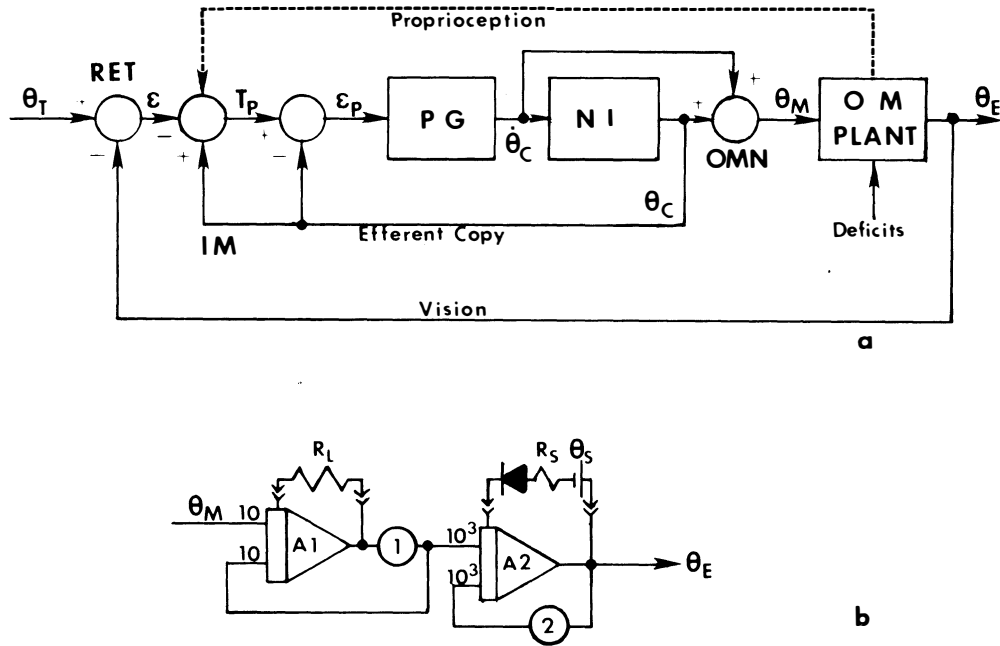 Proprioception
RET
θT + ε − TP + εP PG NI + + θM O M PLANT θE
− + −
θ̇C
OMN
θC
IM
Efferent Copy
Deficits
Vision
a
RL
RS θS
θM 10
10
A1
1
10³
10³
A2
2
θE
b